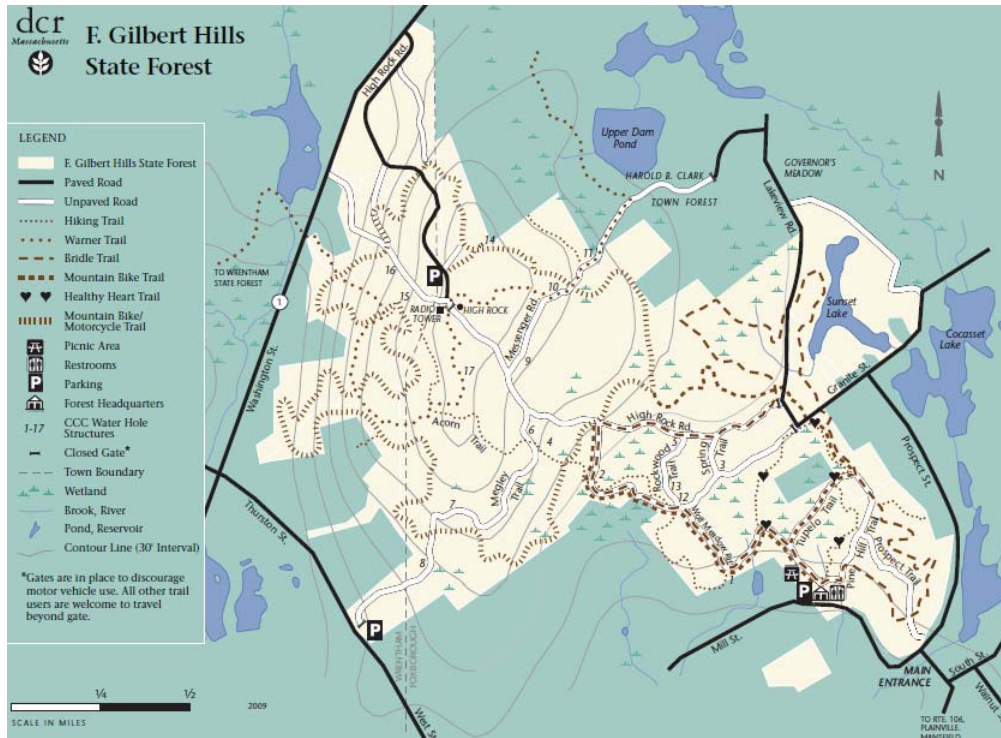 dcr
Massachusetts
F. Gilbert Hills
State Forest
LEGEND
F. Gilbert Hills State Forest
Paved Road
Unpaved Road
Hiking Trail
Warner Trail
Bridle Trail
Mountain Bike Trail
Healthy Heart Trail
Mountain Bike/
Motorcycle Trail
Picnic Area
Restrooms
P Parking
Forest Headquarters
1-17 CCC Water Hole
Structures
Closed Gate*
Town Boundary
Wetland
Brook, River
Pond, Reservoir
Contour Line (30' Interval)
*Gates are in place to discourage
motor vehicle use. All other trail
users are welcome to travel
beyond gate.
1/4 1/2
SCALE IN MILES
2009
High Rock Rd.
Upper Dam
Pond
HAROLD B. CLARK
TOWN FOREST
GOVERNOR'S
MEADOW
N
Lakeview Rd.
TO WRENTHAM
STATE FOREST
1
Washington St.
P
14
16
15
RADIO
TOWER
HIGH ROCK
11
10
Messenger Rd.
9
17
Sunset
Lake
Cocasset
Lake
Granite St.
Prospect St.
Acorn
Trail
6
4
High Rock Rd.
5
Rockwood
Trail
Spring
Trail
3
2
13
12
Megley
Trail
7
8
Wolf Meadow Rd.
1
Tupelo Trail
Pine
Hill
Trail
Prospect Trail
Thurston St.
P
P
WRENTHAM
FOXBOROUGH
West St.
Mill St.
MAIN
ENTRANCE
South St.
Walnut
TO RTE. 106,
PLAINVILLE,
MANSFIELD